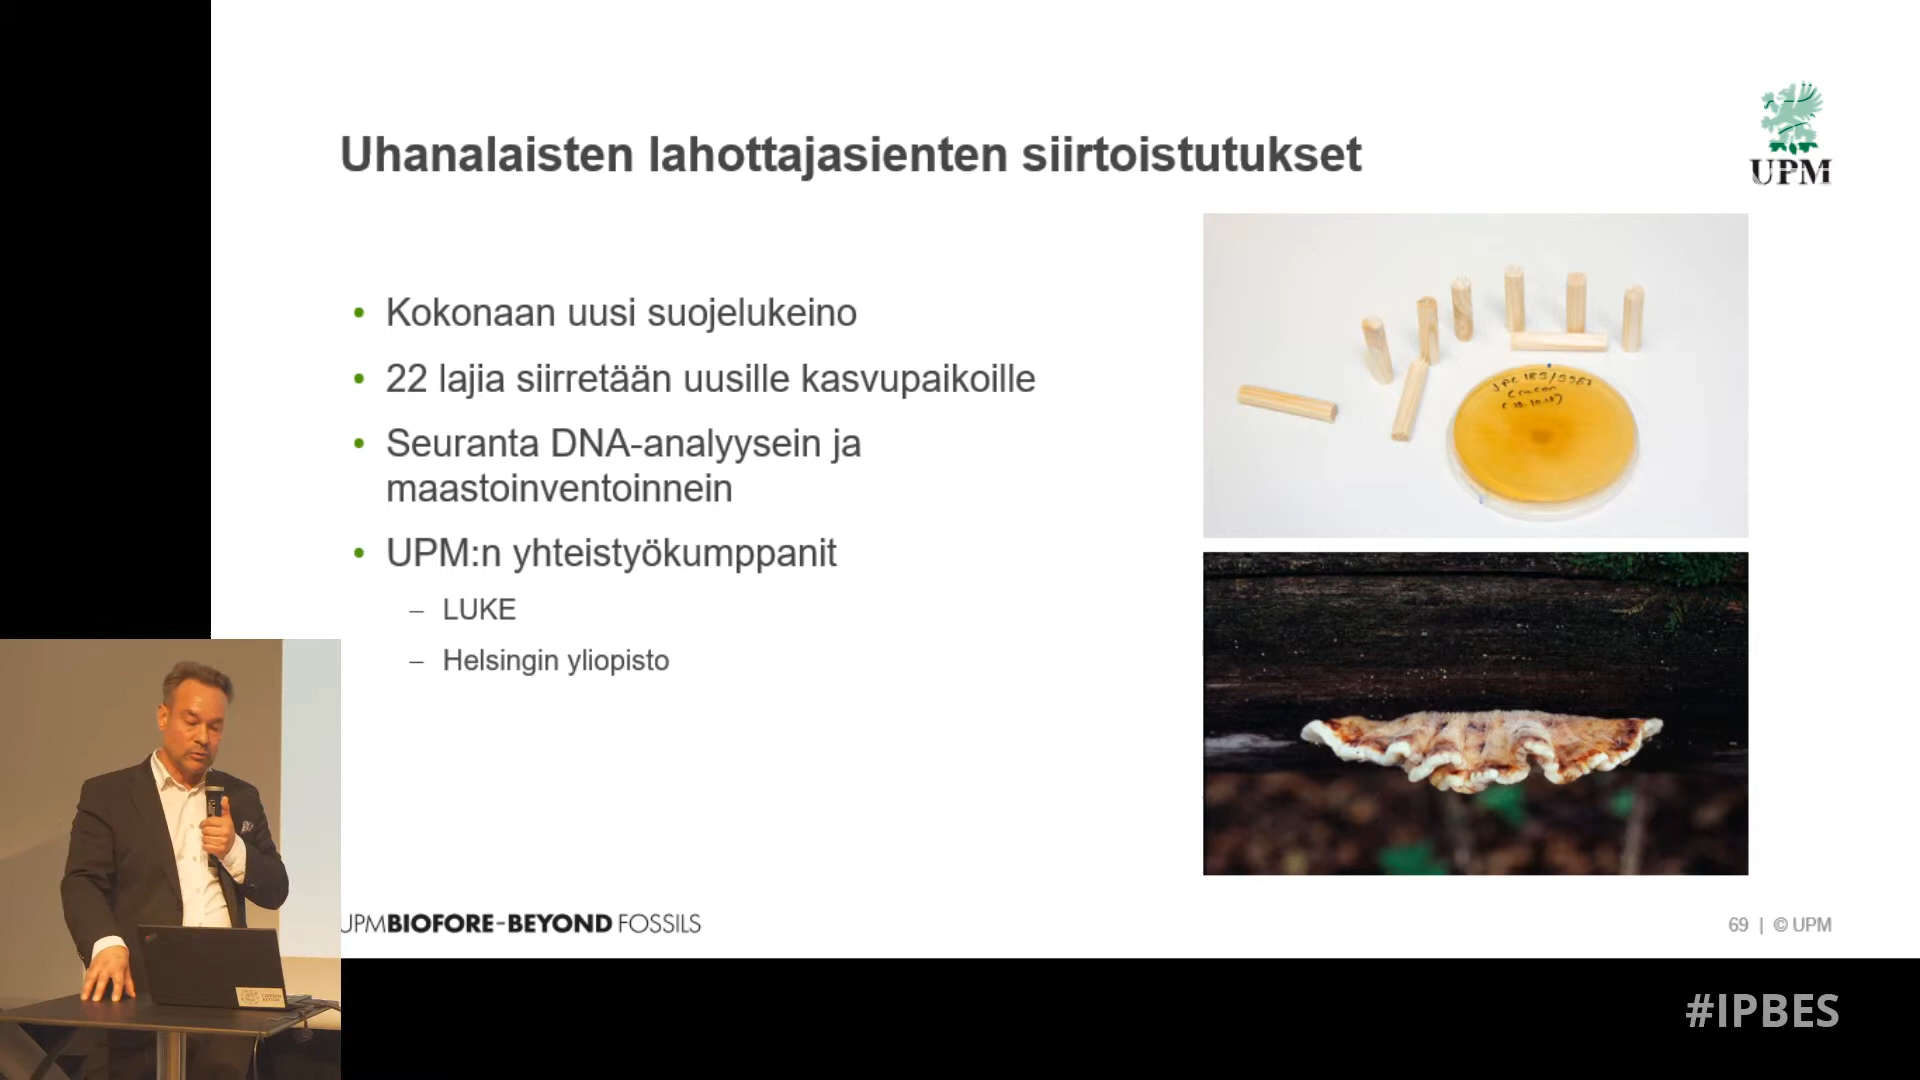 Uhanalaisten lahottajasienten siirtoistutukset
UPM
• Kokonaan uusi suojelukeino
• 22 lajia siirretään uusille kasvupaikoille
• Seuranta DNA-analyysein ja
maastoinventoinnein
• UPM:n yhteistyökumppanit
– LUKE
– Helsingin yliopisto
UPMBIOFORE–BEYOND FOSSILS
69 | © UPM
#IPBES